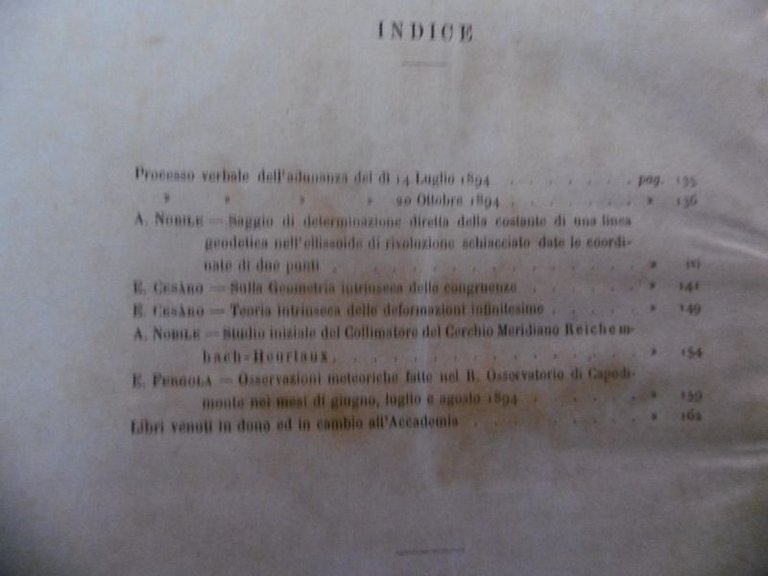 INDICE
Processo verbale dell'adunanza del dì 14 Luglio 1894 . . . . . . . pag. 135
» » » » 20 Ottobre 1894 . . . . . . . » 136
A. NOBILE — Saggio di determinazione diretta della costante di una linea
geodetica nell'ellissoide di rivoluzione schiacciato date le coordi-
nate di due punti . . . . . . . . . . . » ivi
E. CESÀRO — Sulla Geometria intrinseca delle congruenze . . . . . . » 141
E. CESÀRO — Teoria intrinseca delle deformazioni infinitesime . . . . » 149
A. NOBILE — Studio iniziale del Collimatore del Cerchio Meridiano Reichem-
bach-Heurtaux. . . . . . . . . . . . » 154
E. FERGOLA — Osservazioni meteoriche fatte nel R. Osservatorio di Capodi-
monte nei mesi di giugno, luglio e agosto 1894 . . . . . » 159
Libri venuti in dono ed in cambio all'Accademia . . . . . . . . » 162